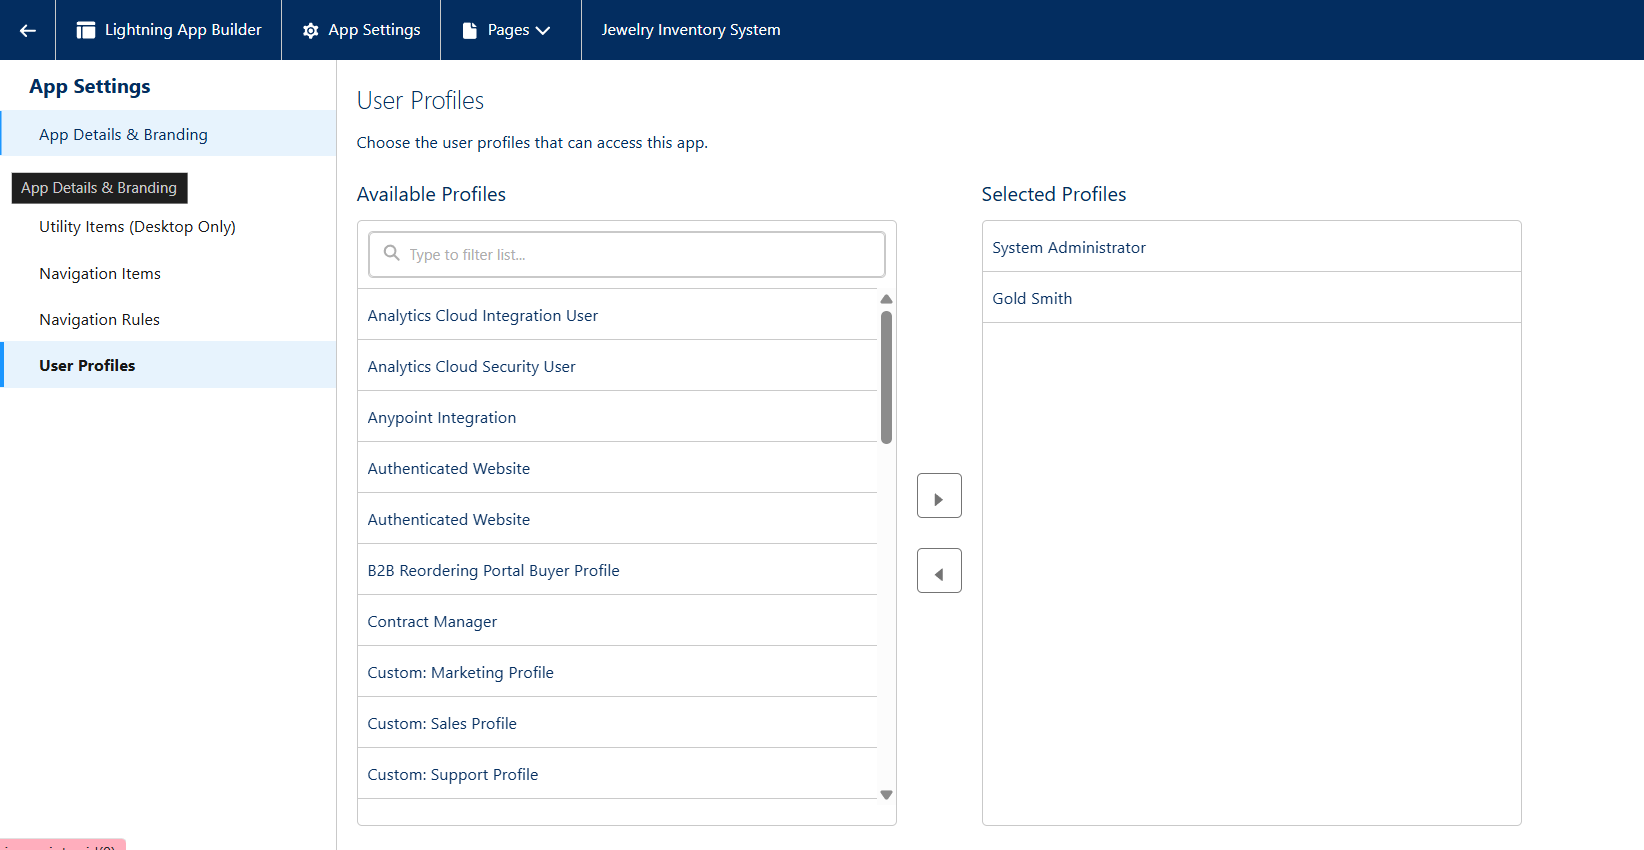 Lightning App Builder
App Settings
Pages
Jewelry Inventory System
App Settings
App Details & Branding
App Details & Branding
Utility Items (Desktop Only)
Navigation Items
Navigation Rules
User Profiles
User Profiles
Choose the user profiles that can access this app.
Available Profiles
Type to filter list...
Analytics Cloud Integration User
Analytics Cloud Security User
Anypoint Integration
Authenticated Website
Authenticated Website
B2B Reordering Portal Buyer Profile
Contract Manager
Custom: Marketing Profile
Custom: Sales Profile
Custom: Support Profile
Selected Profiles
System Administrator
Gold Smith